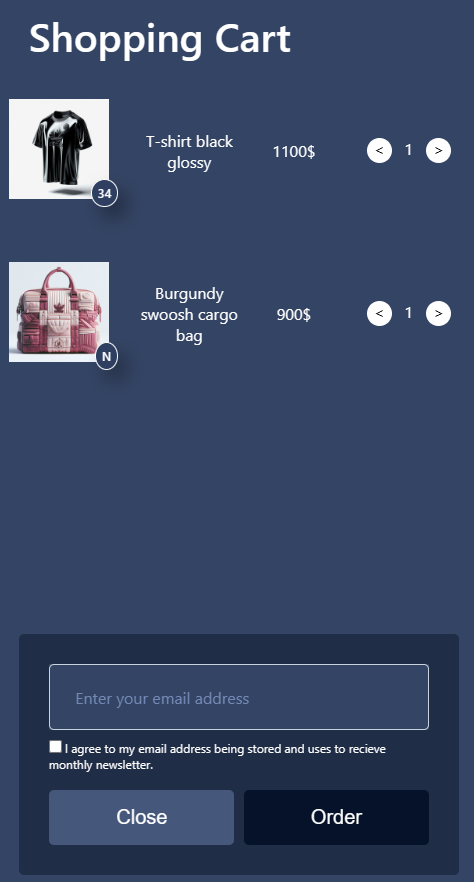 Shopping Cart
T-shirt black
glossy
1100$
< 1 >
34
Burgundy
swoosh cargo
bag
900$
< 1 >
N
Enter your email address
I agree to my email address being stored and uses to recieve
monthly newsletter.
Close
Order